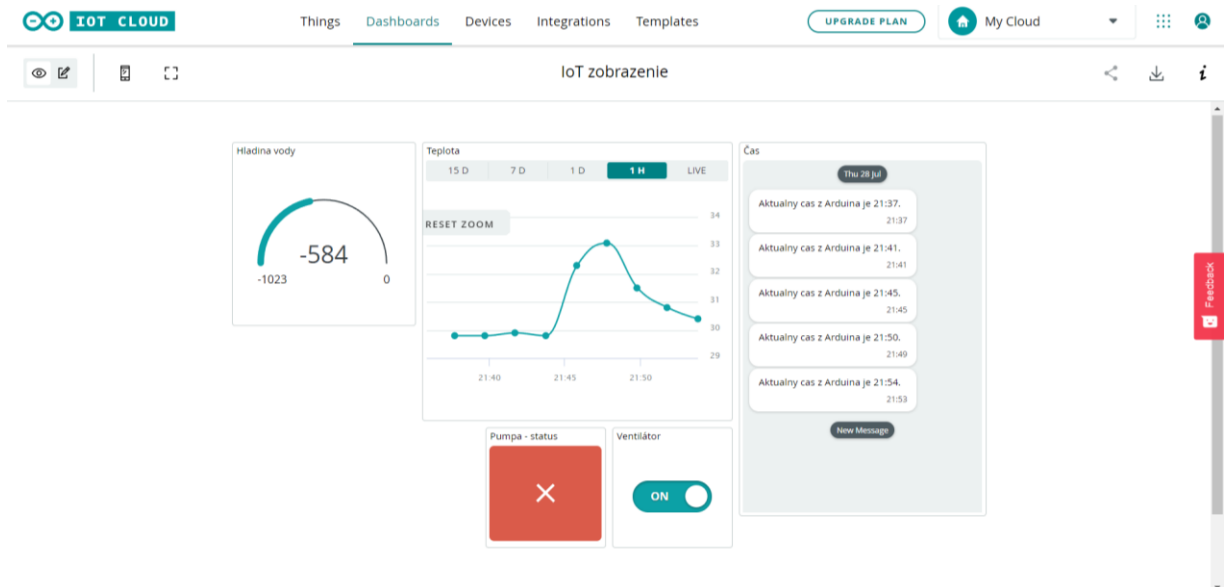 IOT CLOUD
Things Dashboards Devices Integrations Templates
UPGRADE PLAN
My Cloud
IoT zobrazenie
i
Hladina vody
-584
-1023 0
Teplota
15 D 7 D 1 D 1 H LIVE
RESET ZOOM
34
33
32
31
30
29
21:40 21:45 21:50
Čas
Thu 28 Jul
Aktualny cas z Arduina je 21:37.
21:37
Aktualny cas z Arduina je 21:41.
21:41
Aktualny cas z Arduina je 21:45.
21:45
Aktualny cas z Arduina je 21:50.
21:49
Aktualny cas z Arduina je 21:54.
21:53
New Message
Pumpa - status
Ventilátor
ON
Feedback